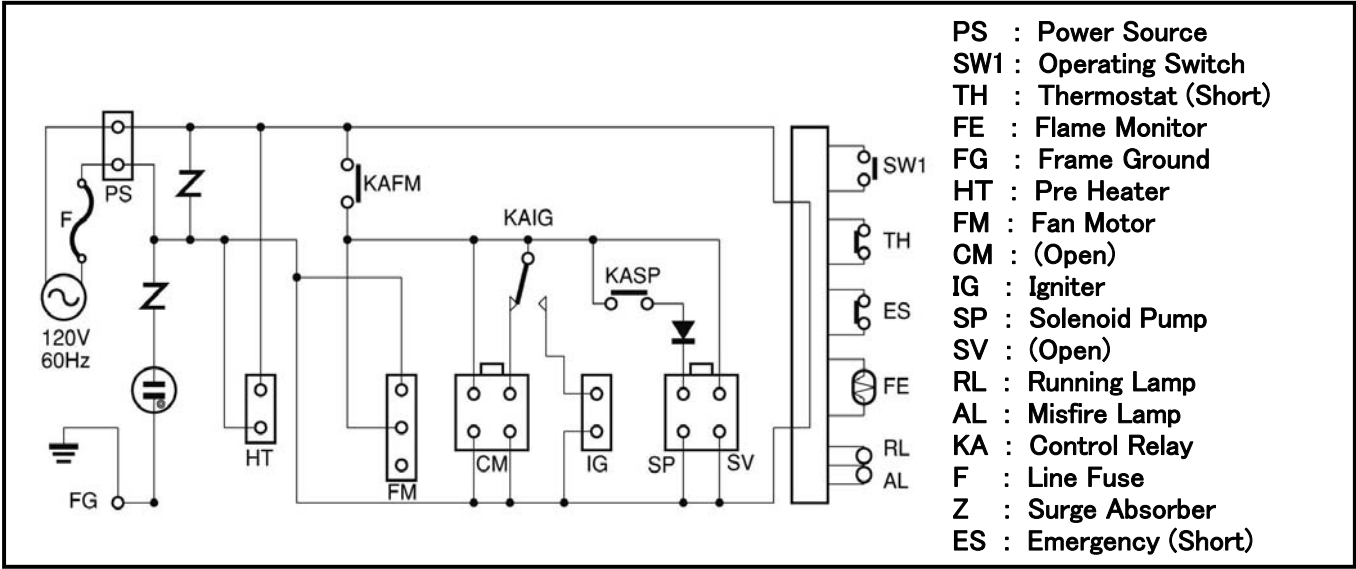 PS
F
120V
60Hz
FG
Z
Z
HT
KAFM
FM
KAIG
CM
IG
KASP
SP
SV
SW1
TH
ES
FE
RL
AL
PS : Power Source
SW1 : Operating Switch
TH : Thermostat (Short)
FE : Flame Monitor
FG : Frame Ground
HT : Pre Heater
FM : Fan Motor
CM : (Open)
IG : Igniter
SP : Solenoid Pump
SV : (Open)
RL : Running Lamp
AL : Misfire Lamp
KA : Control Relay
F : Line Fuse
Z : Surge Absorber
ES : Emergency (Short)